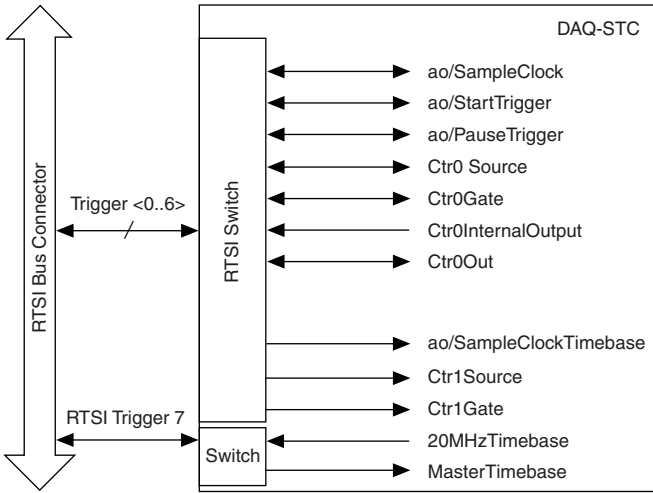 DAQ-STC
RTSI Bus Connector
Trigger <0..6>
RTSI Switch
ao/SampleClock
ao/StartTrigger
ao/PauseTrigger
Ctr0 Source
Ctr0Gate
Ctr0InternalOutput
Ctr0Out
ao/SampleClockTimebase
Ctr1Source
Ctr1Gate
RTSI Trigger 7
Switch
20MHzTimebase
MasterTimebase